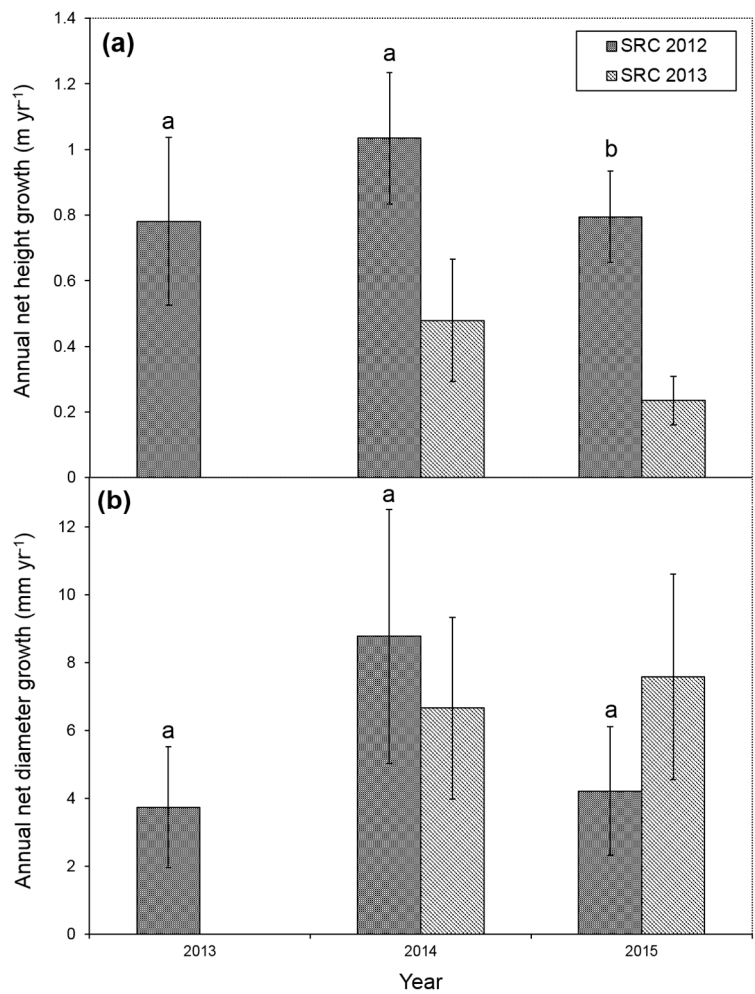 (a)
SRC 2012
SRC 2013
Annual net height growth (m yr⁻¹)
1.4
1.2
1
0.8
0.6
0.4
0.2
0
a
a
b
(b)
Annual net diameter growth (mm yr⁻¹)
12
10
8
6
4
2
0
a
a
a
2013
2014
2015
Year